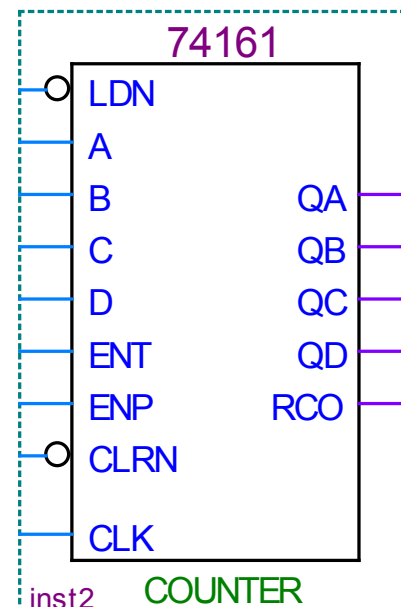 74161
LDN
A
B QA
C QB
D QC
ENT QD
ENP RCO
CLRN
CLK
inst2 COUNTER